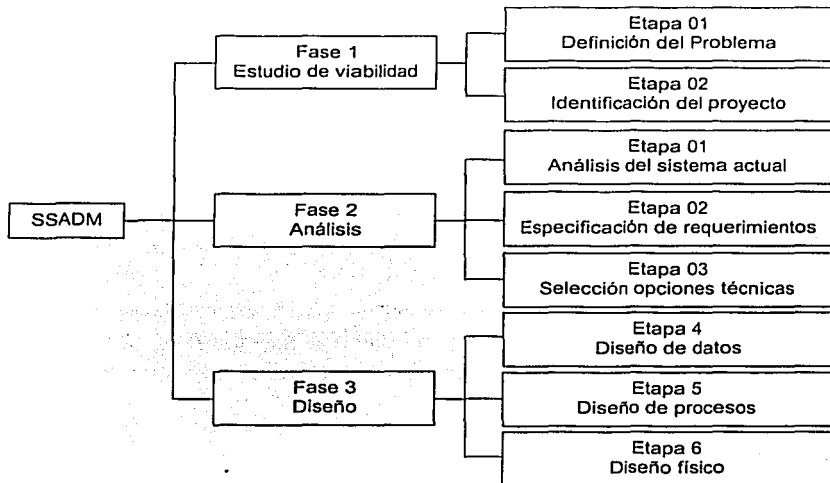 SSADM
Fase 1
Estudio de viabilidad
Etapa 01
Definición del Problema
Etapa 02
Identificación del proyecto
Fase 2
Análisis
Etapa 01
Análisis del sistema actual
Etapa 02
Especificación de requerimientos
Etapa 03
Selección opciones técnicas
Fase 3
Diseño
Etapa 4
Diseño de datos
Etapa 5
Diseño de procesos
Etapa 6
Diseño físico